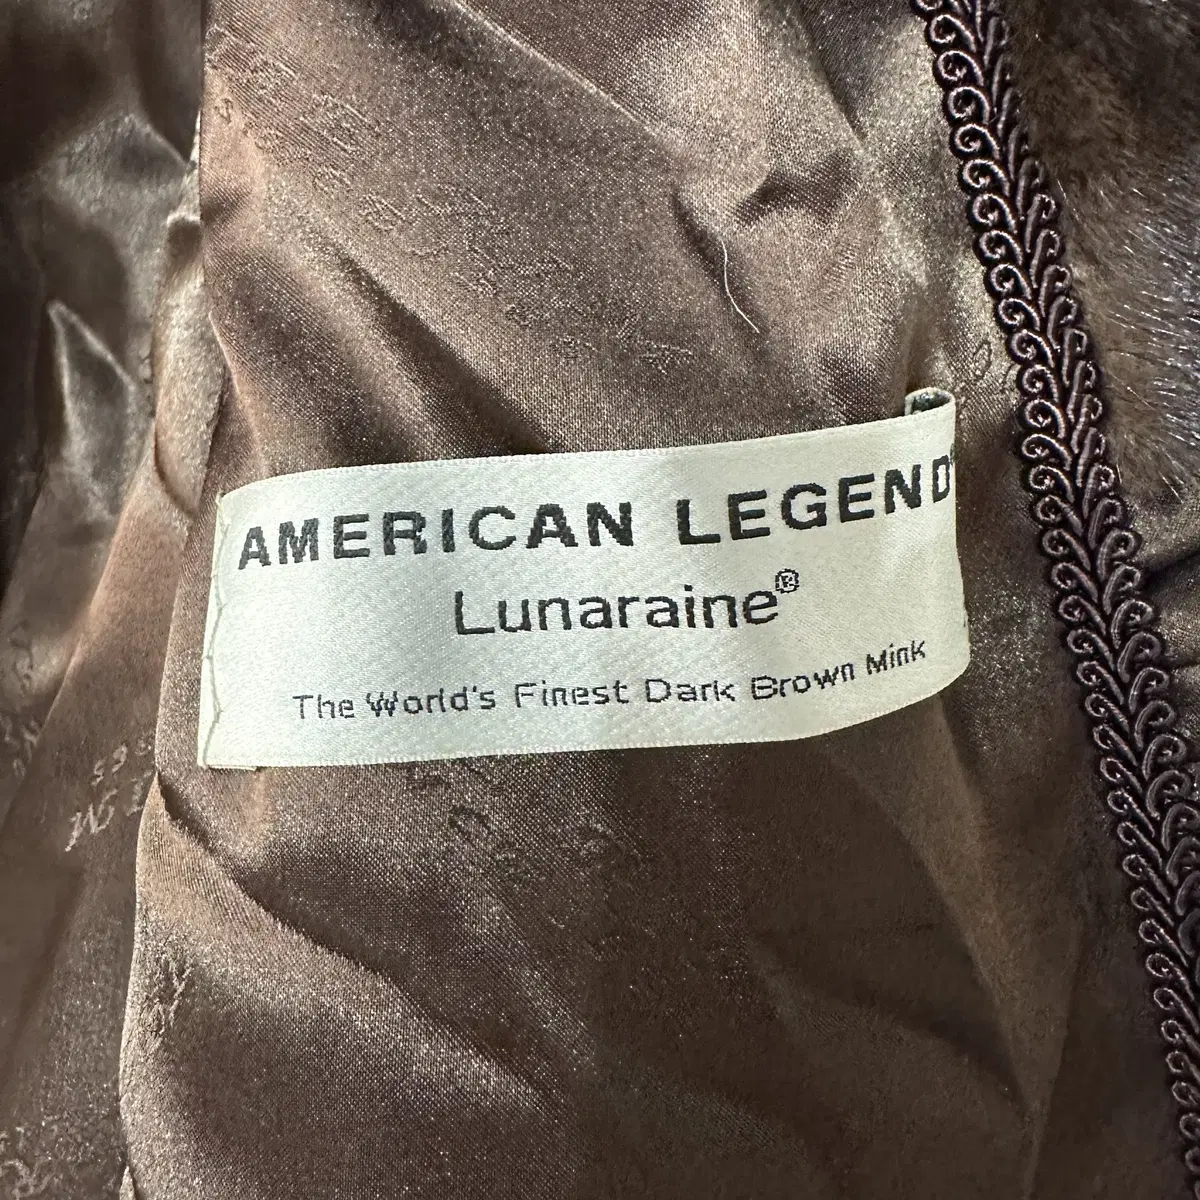 AMERICAN LEGEND
Lunaraine®
The World's Finest Dark Brown Mink